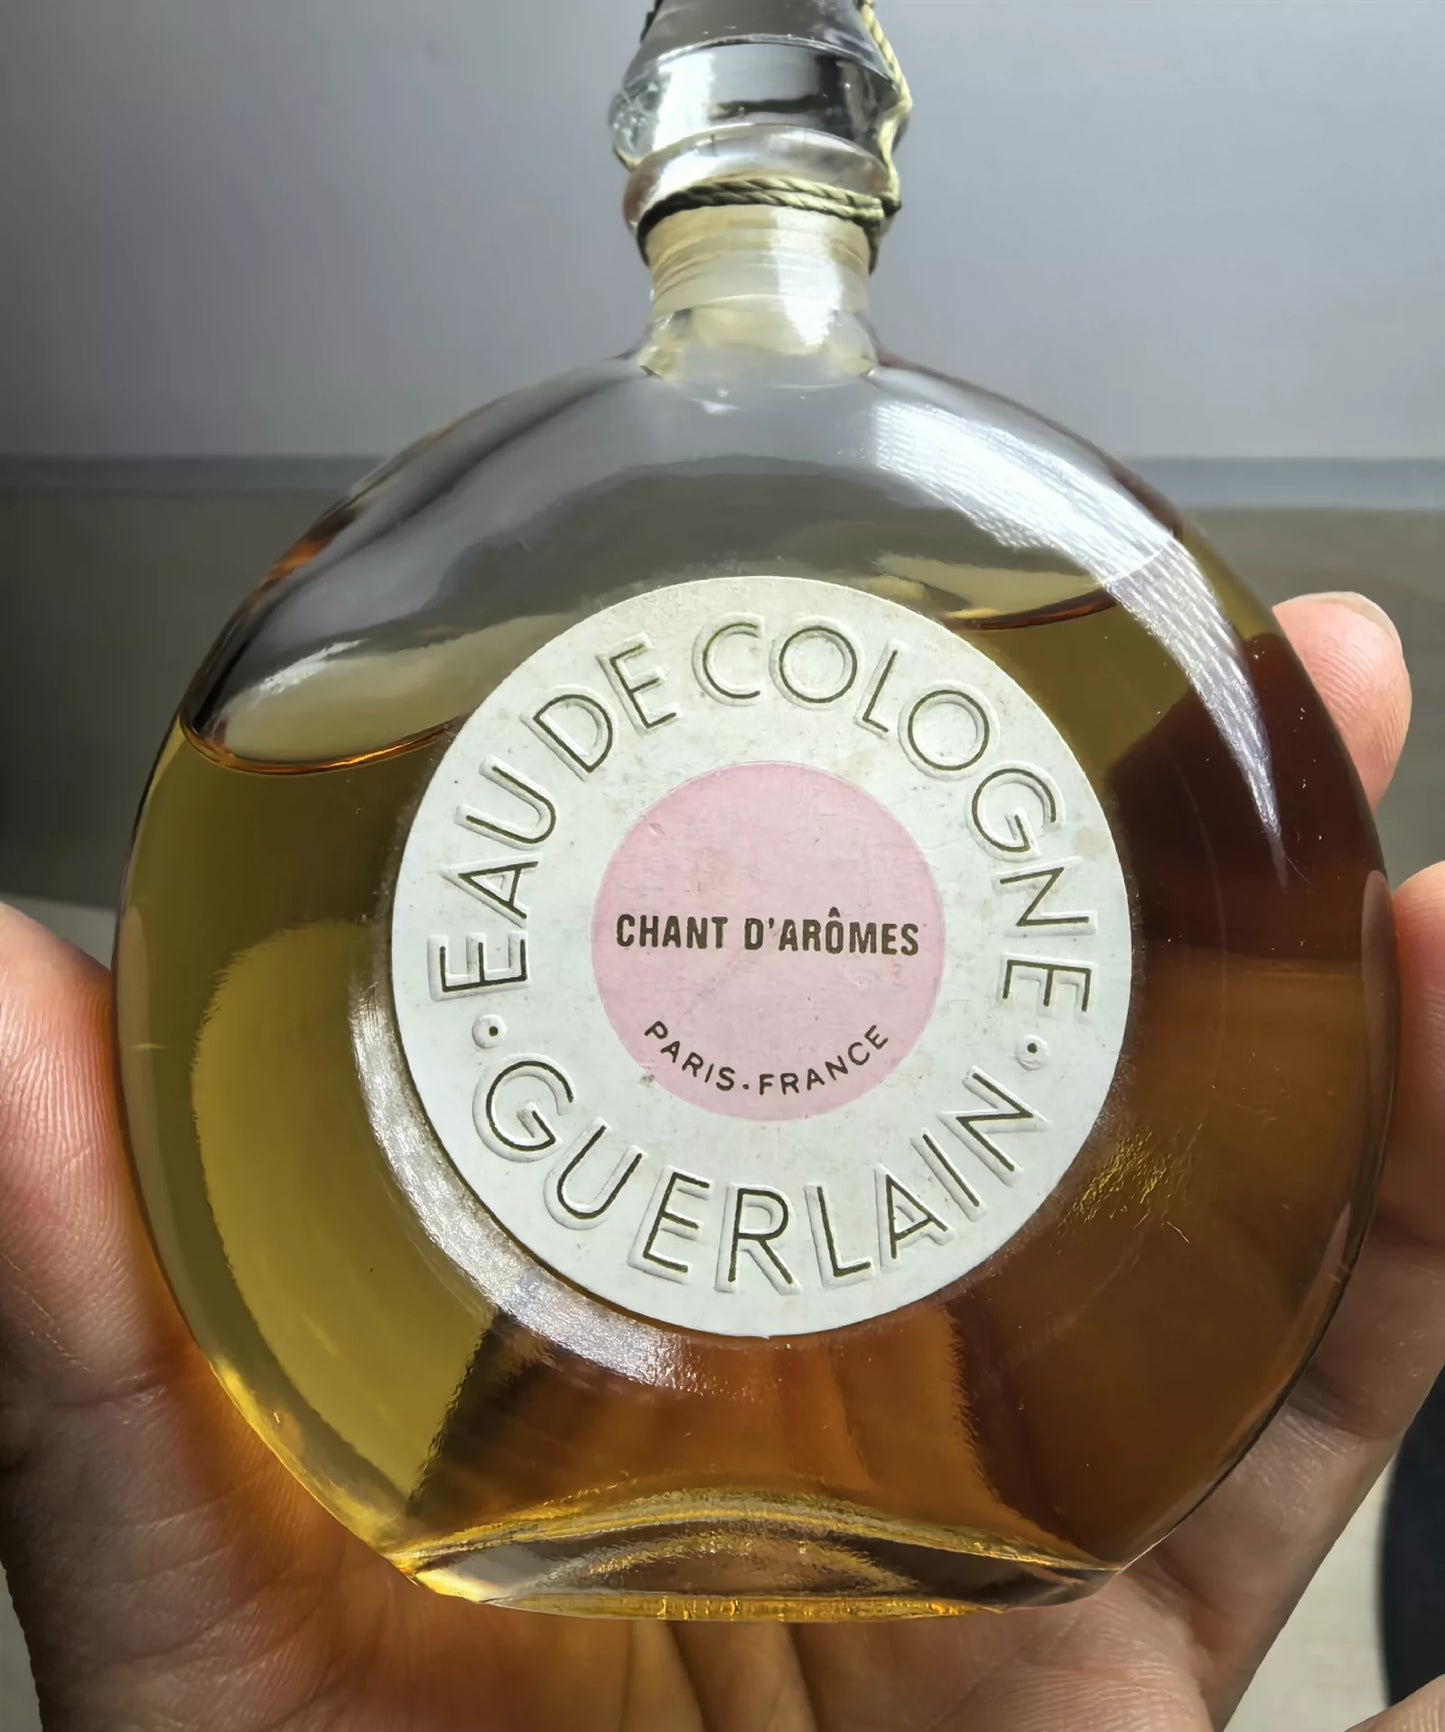 EAU DE COLOGNE
CHANT D'ARÔMES
PARIS·FRANCE
·GUERLAIN·